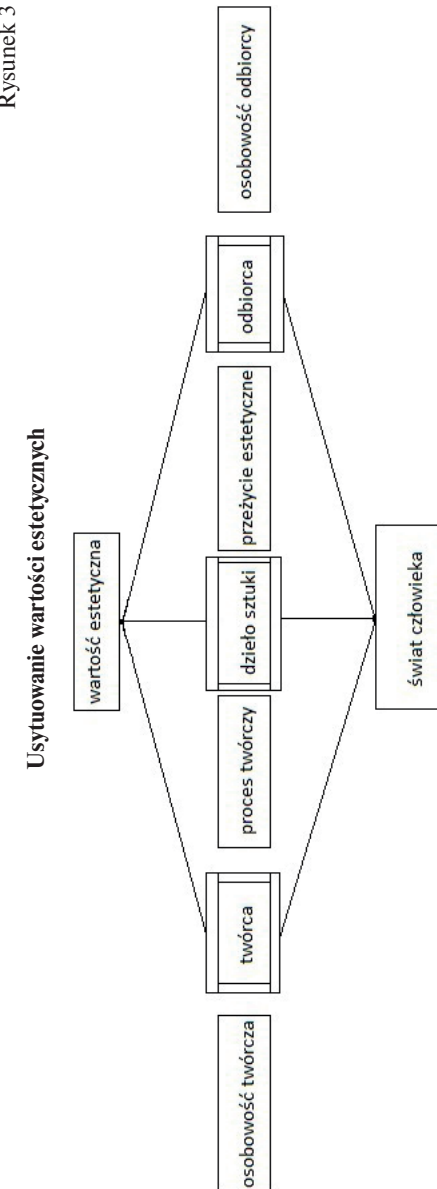 Rysunek 3
Usytuowanie wartości estetycznych
wartość estetyczna
osobowość twórcza
twórca
proces twórczy
dzieło sztuki
przeżycie estetyczne
odbiorca
osobowość odbiorcy
świat człowieka